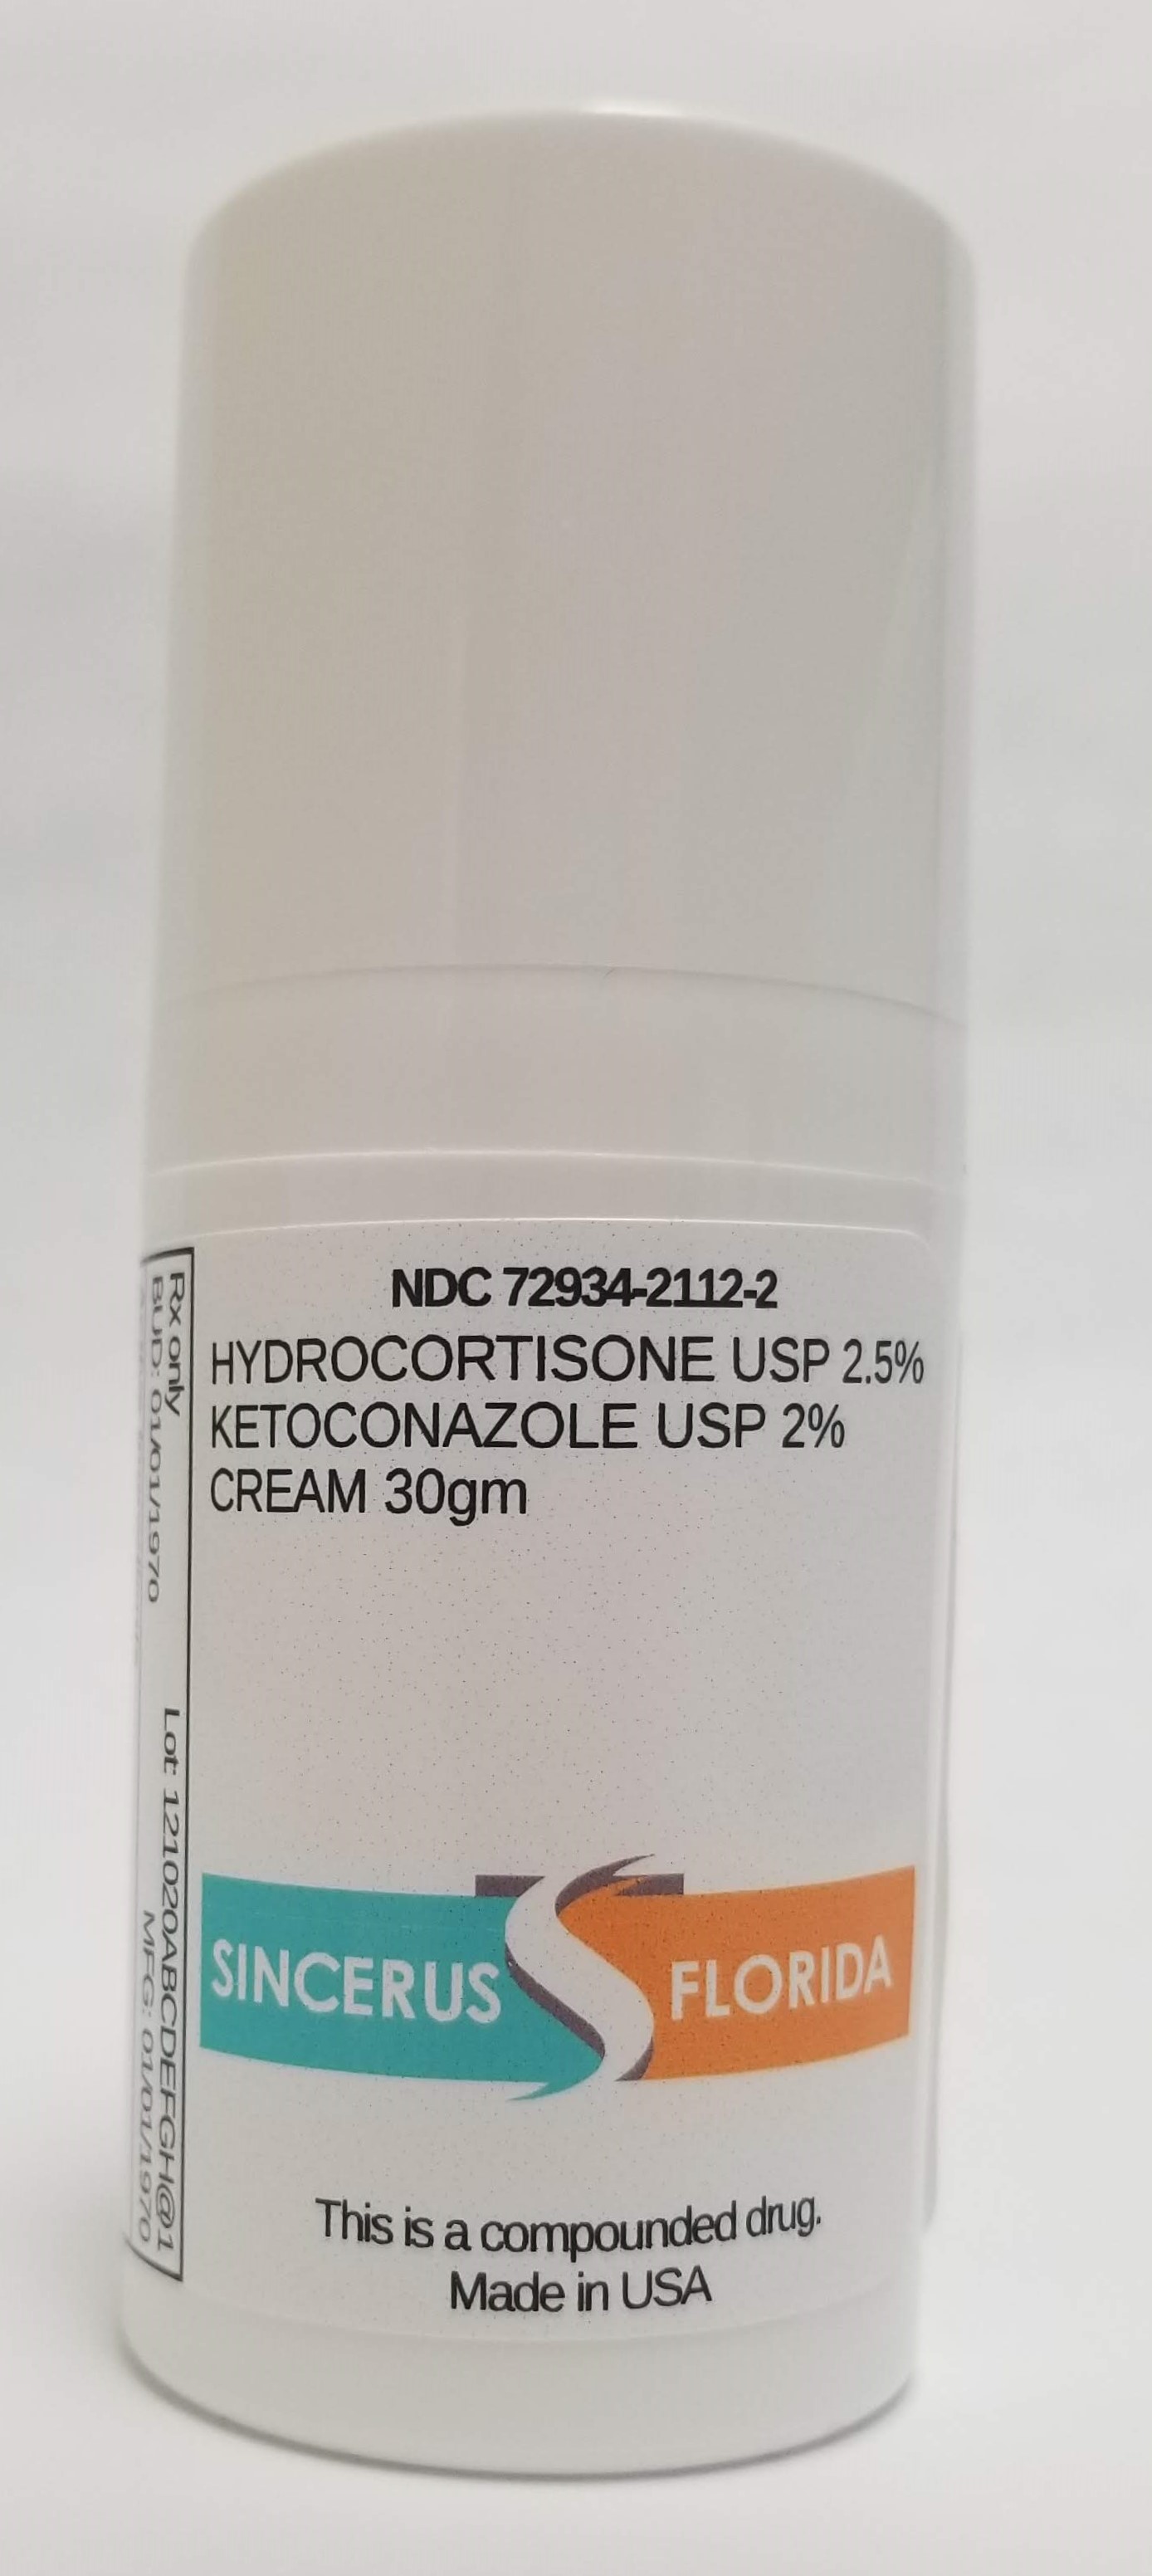 NDC 72934-2112-2
HYDROCORTISONE USP 2.5%
KETOCONAZOLE USP 2%
CREAM 30gm
SINCERUS FLORIDA
This is a compounded drug.
Made in USA
Rx only Lot: 121020ABCDEFGH@1
BUD: 01/01/1970 MFG: 01/01/1970